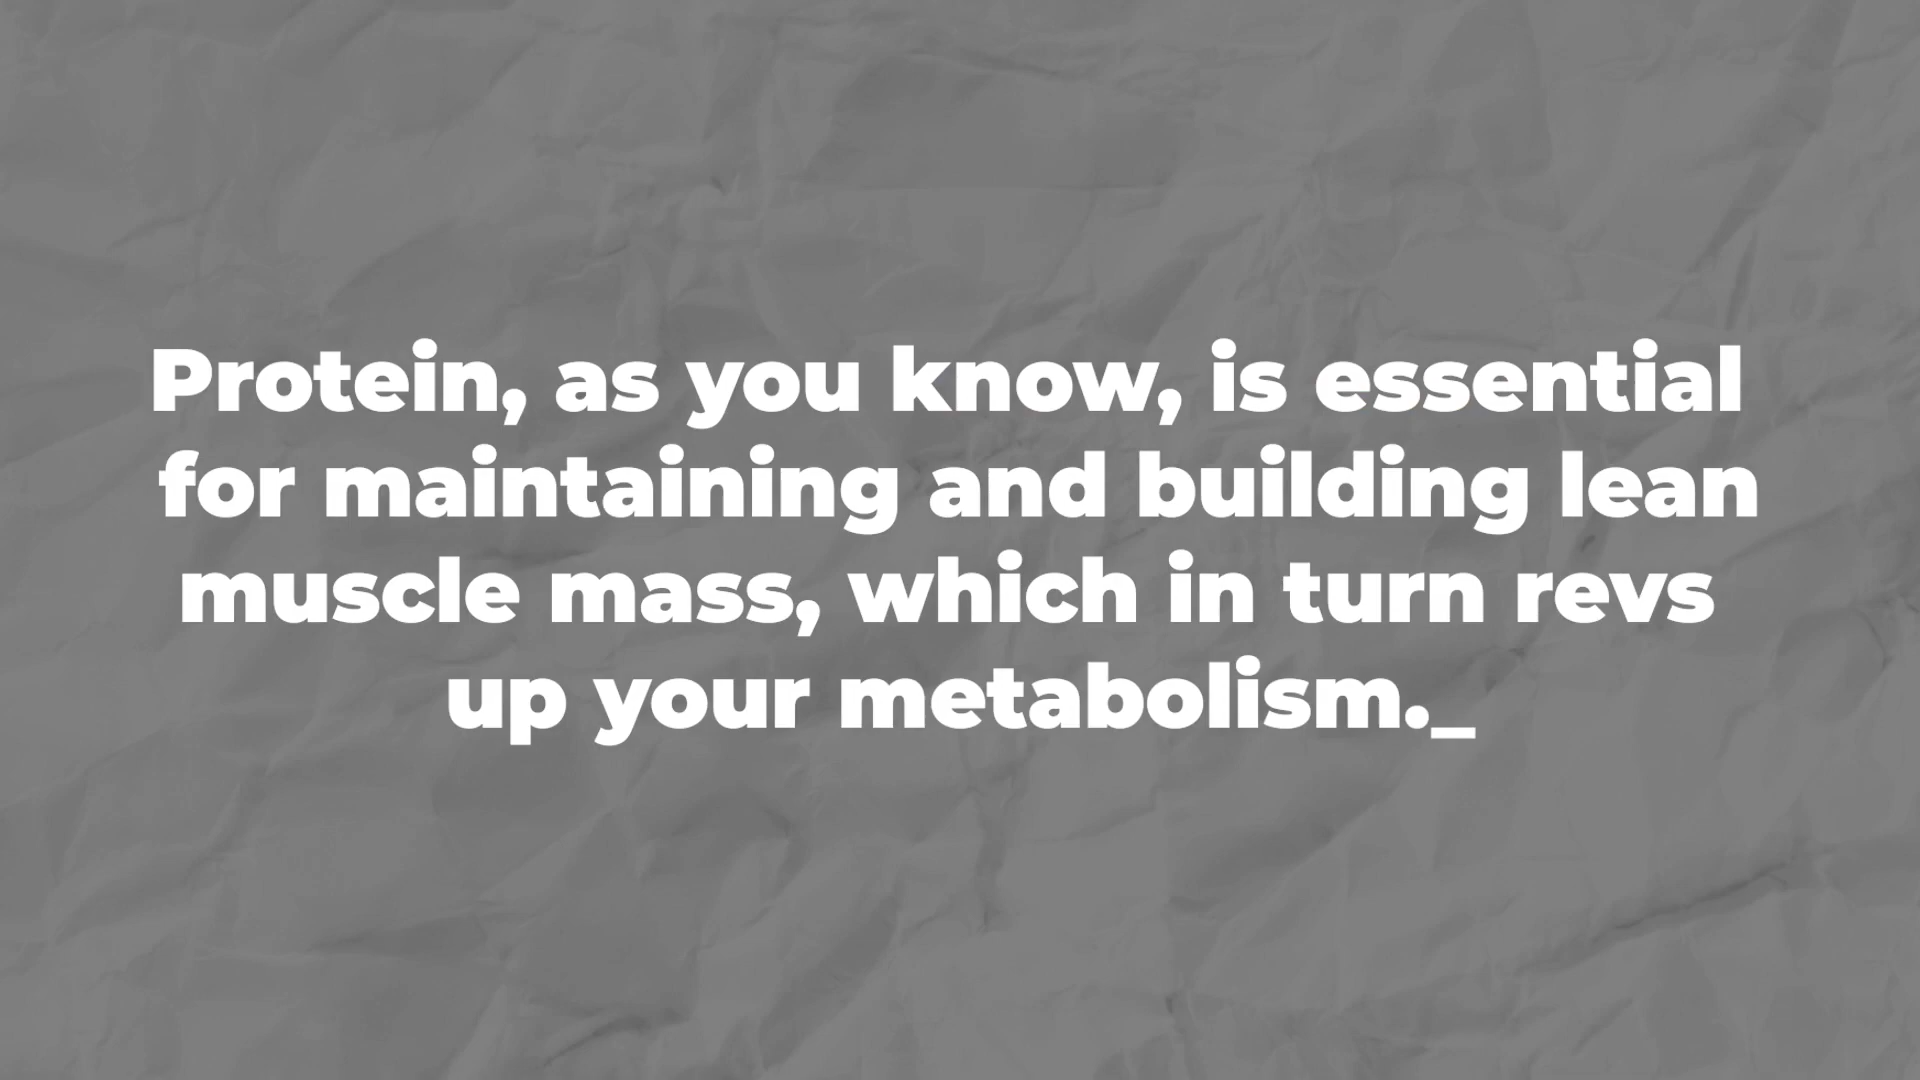 Protein, as you know, is essential
for maintaining and building lean
muscle mass, which in turn revs
up your metabolism._